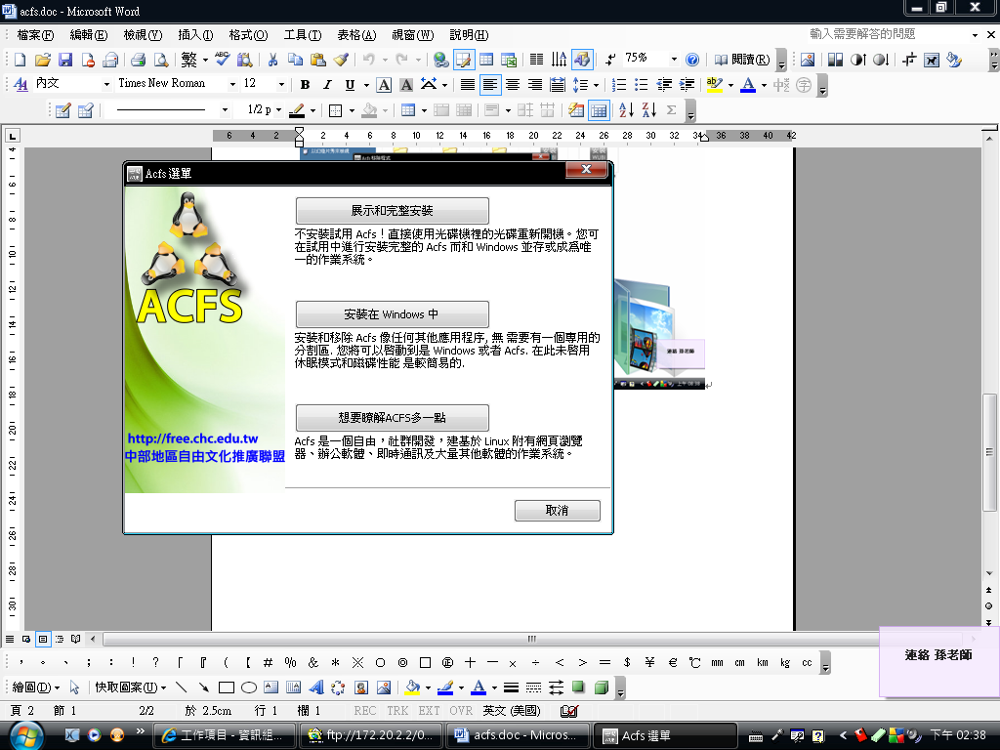 acfs.doc - Microsoft Word
檔案(F) 編輯(E) 檢視(V) 插入(I) 格式(O) 工具(T) 表格(A) 視窗(W) 說明(H) 輸入需要解答的問題
繁 75% 閱讀(R)
內文 Times New Roman 12 B I U A A
1/2 p
6 4 2 2 4 6 8 10 12 14 16 18 20 22 24 26 28 30 32 34 36 38 40 42
Acfs 選單
展示和完整安裝
不安裝試用 Acfs！直接使用光碟機裡的光碟重新開機。您可
在試用中進行安裝完整的 Acfs 而和 Windows 並存或成為唯
一的作業系統。
ACFS
安裝在 Windows 中
安裝和移除 Acfs 像任何其他應用程序, 無 需要有一個專用的
分割區. 您將可以啓動到是 Windows 或者 Acfs. 在此未啓用
休眠模式和磁碟性能 是較簡易的.
連絡 孫老師
想要瞭解ACFS多一點
Acfs 是一個自由，社群開發，建基於 Linux 附有網頁瀏覽
器、辦公軟體、即時通訊及大量其他軟體的作業系統。
http://free.chc.edu.tw
中部地區自由文化推廣聯盟
取消
連絡 孫老師
， 。 、 ； ： ！ ？ 「 『 （ 【 # % & * ※ ○ ◎ □ ㊣ ＋ － × ÷ ＜ ＞ ＝ $ ¥ € ℃ mm cm km kg cc
繪圖(D) 快取圖案(U)
頁 2 節 1 2/2 於 2.5cm 行 1 欄 1 REC TRK EXT OVR 英文 (美國)
工作項目 - 資訊組... ftp://172.20.2.2/0... acfs.doc - Micros... Acfs 選單 下午 02:38